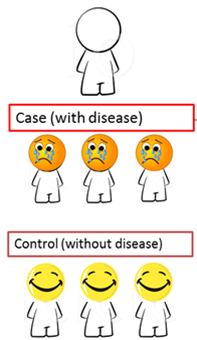 Case (with disease)
Control (without disease)